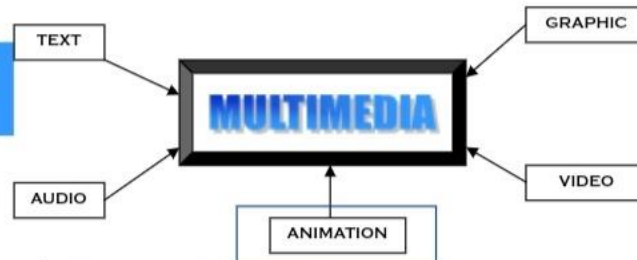 TEXT
GRAPHIC
MULTIMEDIA
AUDIO
VIDEO
ANIMATION